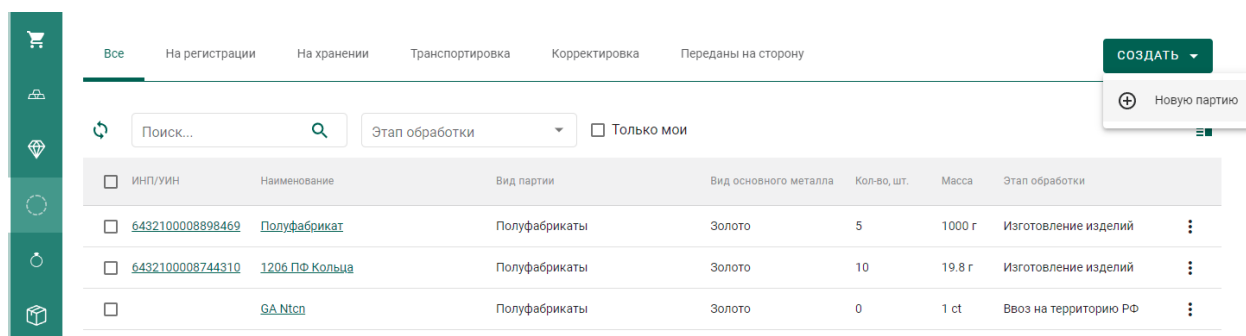 Все На регистрации На хранении Транспортировка Корректировка Переданы на сторону СОЗДАТЬ
Новую партию
Поиск... Этап обработки Только мои
ИНП/УИН Наименование Вид партии Вид основного металла Кол-во, шт. Масса Этап обработки
6432100008898469 Полуфабрикат Полуфабрикаты Золото 5 1000 г Изготовление изделий
6432100008744310 1206 ПФ Кольца Полуфабрикаты Золото 10 19.8 г Изготовление изделий
GA Ntcn Полуфабрикаты Золото 0 1 ct Ввоз на территорию РФ